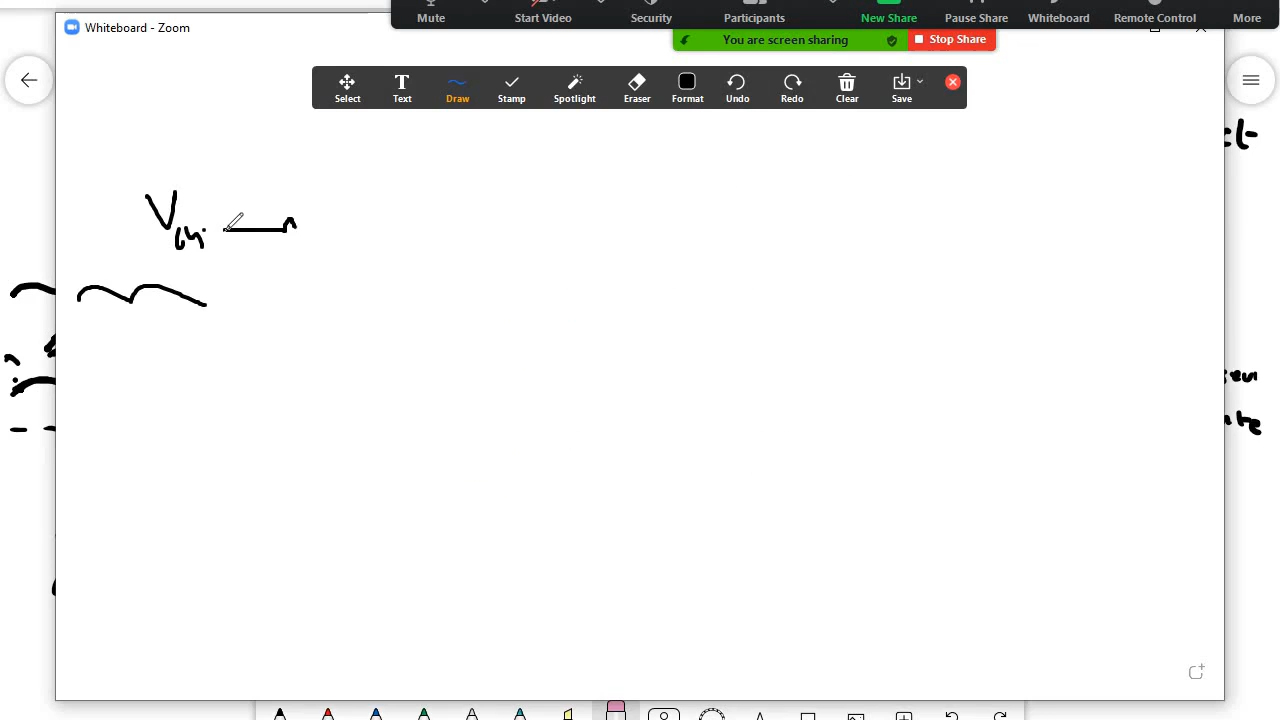 Mute Start Video Security Participants New Share Pause Share Whiteboard Remote Control More
Whiteboard - Zoom
You are screen sharing Stop Share
Select Text Draw Stamp Spotlight Eraser Format Undo Redo Clear Save